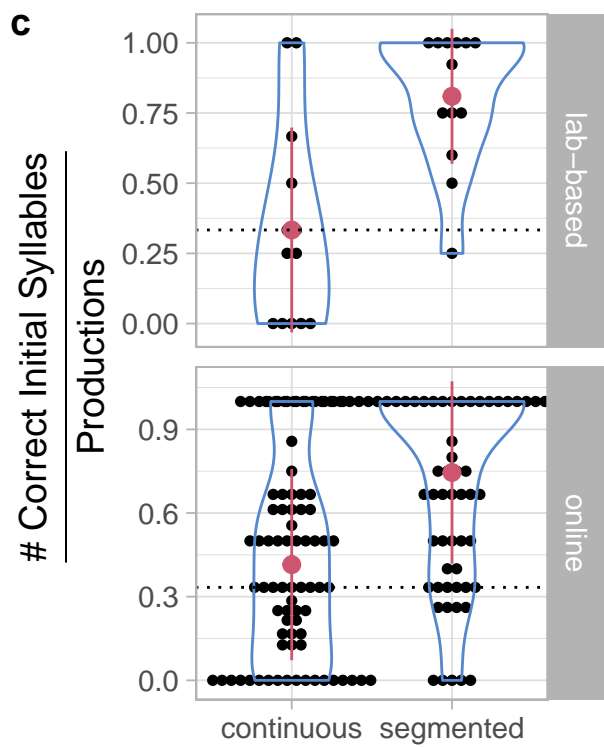 c
# Correct Initial Syllables
Productions
1.00
0.75
0.50
0.25
0.00
lab−based
0.9
0.6
0.3
0.0
online
continuous
segmented